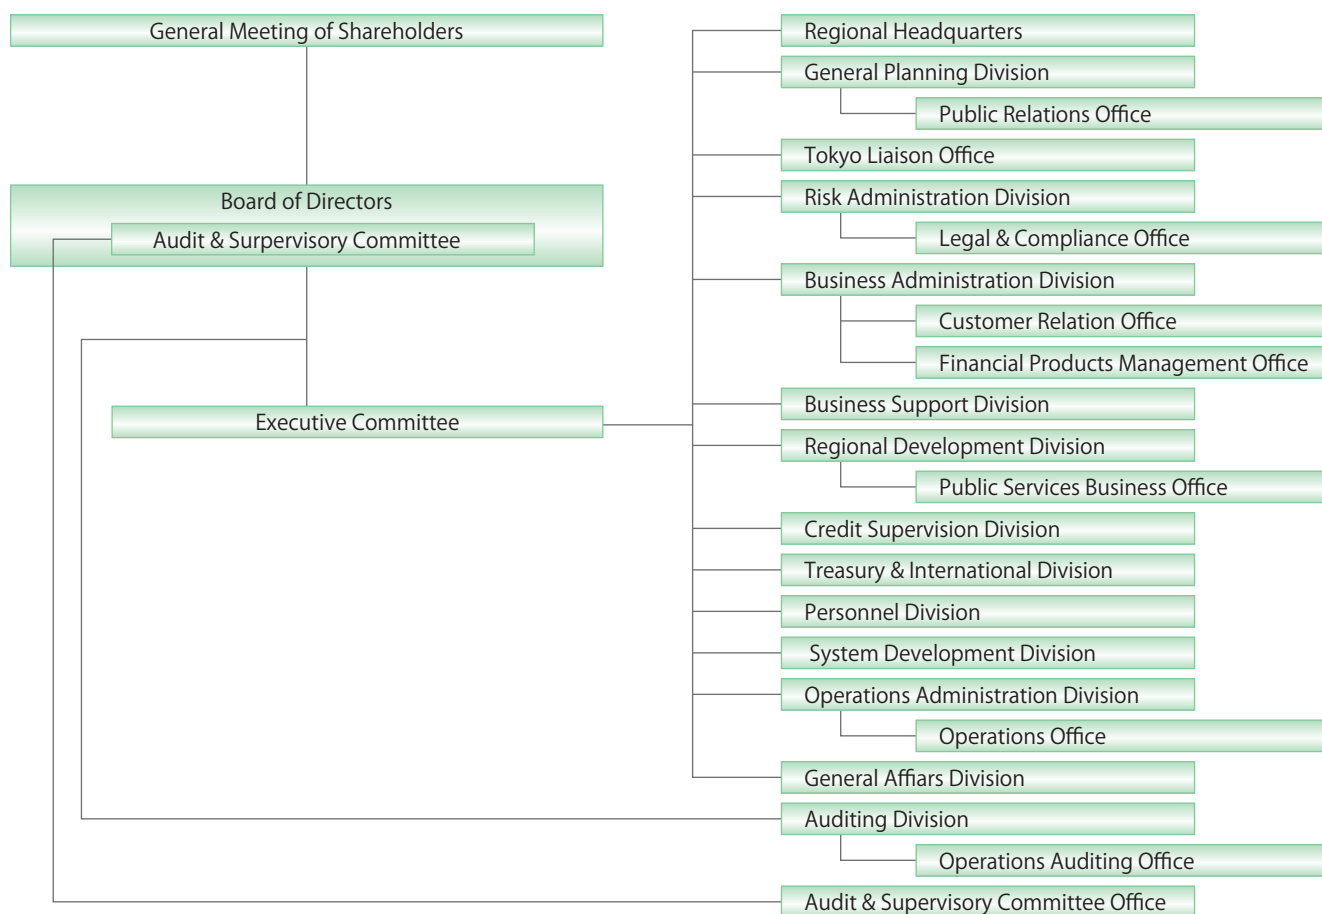 General Meeting of Shareholders
Board of Directors
Audit & Surpervisory Committee
Executive Committee
Regional Headquarters
General Planning Division
Public Relations Office
Tokyo Liaison Office
Risk Administration Division
Legal & Compliance Office
Business Administration Division
Customer Relation Office
Financial Products Management Office
Business Support Division
Regional Development Division
Public Services Business Office
Credit Supervision Division
Treasury & International Division
Personnel Division
System Development Division
Operations Administration Division
Operations Office
General Affiars Division
Auditing Division
Operations Auditing Office
Audit & Supervisory Committee Office